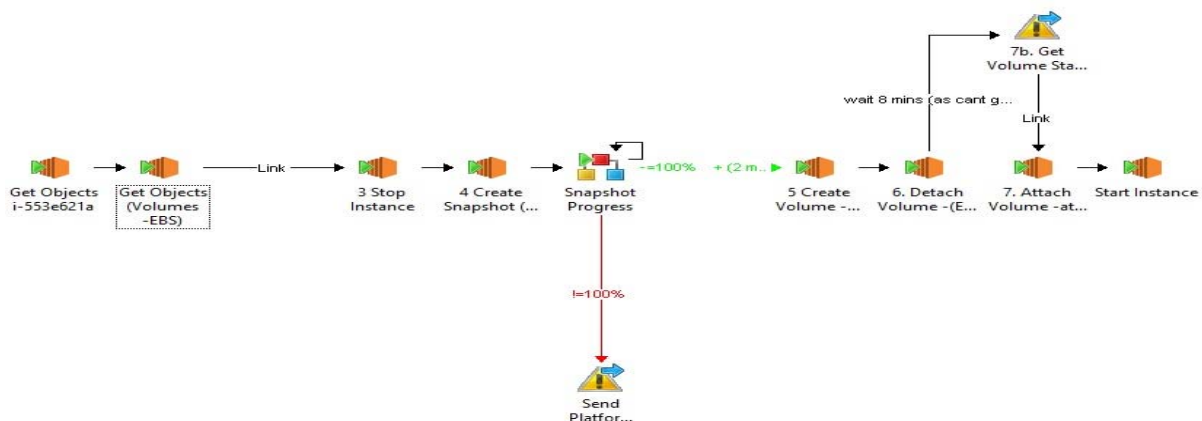 7b. Get
Volume Sta...
wait 8 mins (as cant g...
Link
Link
-=100% + (2 m..
Get Objects
i-553e621a
Get Objects
(Volumes
-EBS)
3 Stop
Instance
4 Create
Snapshot (...
Snapshot
Progress
5 Create
Volume -...
6. Detach
Volume -(E...
7. Attach
Volume -at...
Start Instance
!=100%
Send
Platfor...